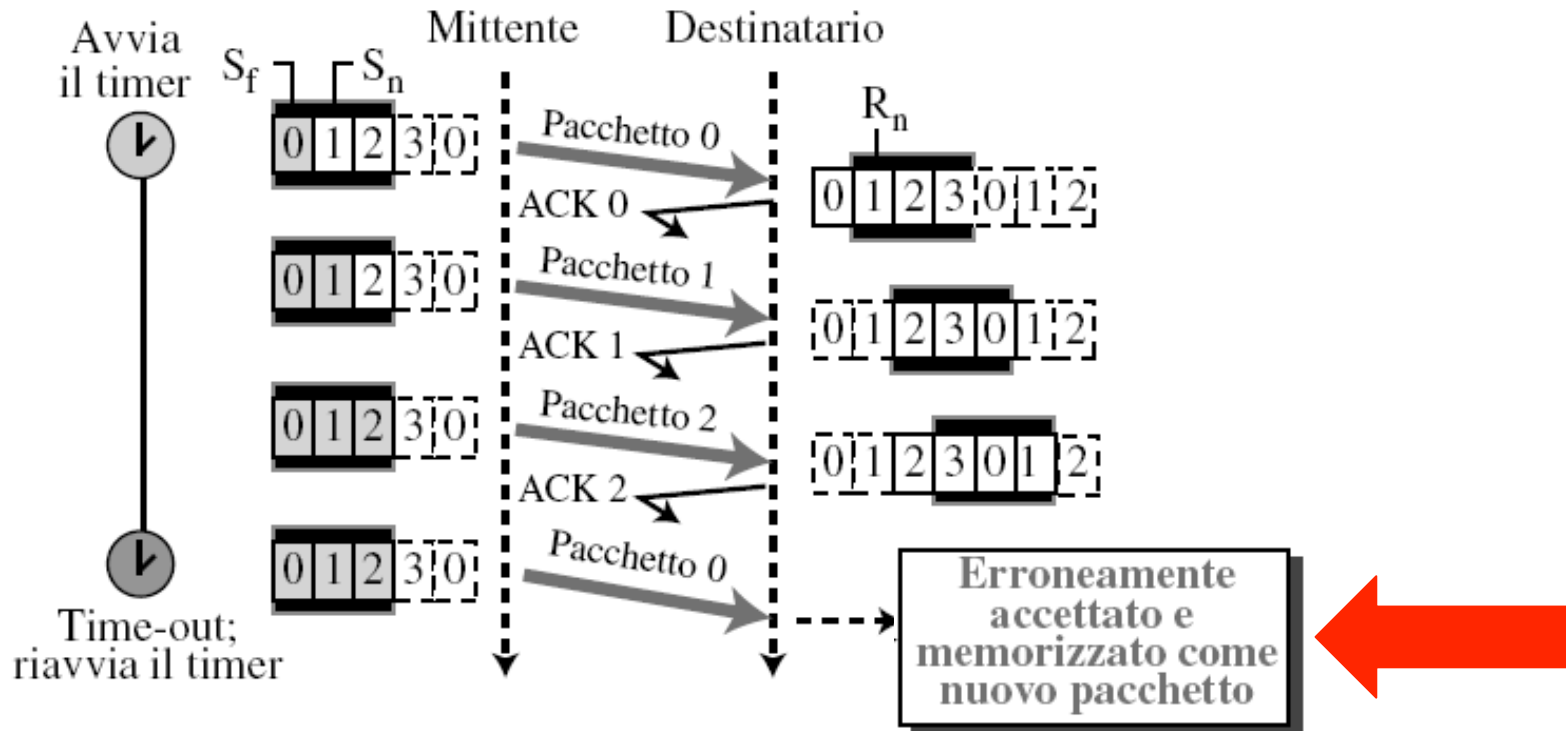 Avvia
il timer
Mittente
Destinatario
S_f
S_n
R_n
0 1 2 3 0
Pacchetto 0
0 1 2 3 0 1 2
ACK 0
0 1 2 3 0
Pacchetto 1
0 1 2 3 0 1 2
ACK 1
0 1 2 3 0
Pacchetto 2
0 1 2 3 0 1 2
ACK 2
0 1 2 3 0
Pacchetto 0
Time-out;
riavvia il timer
Erroneamente
accettato e
memorizzato come
nuovo pacchetto